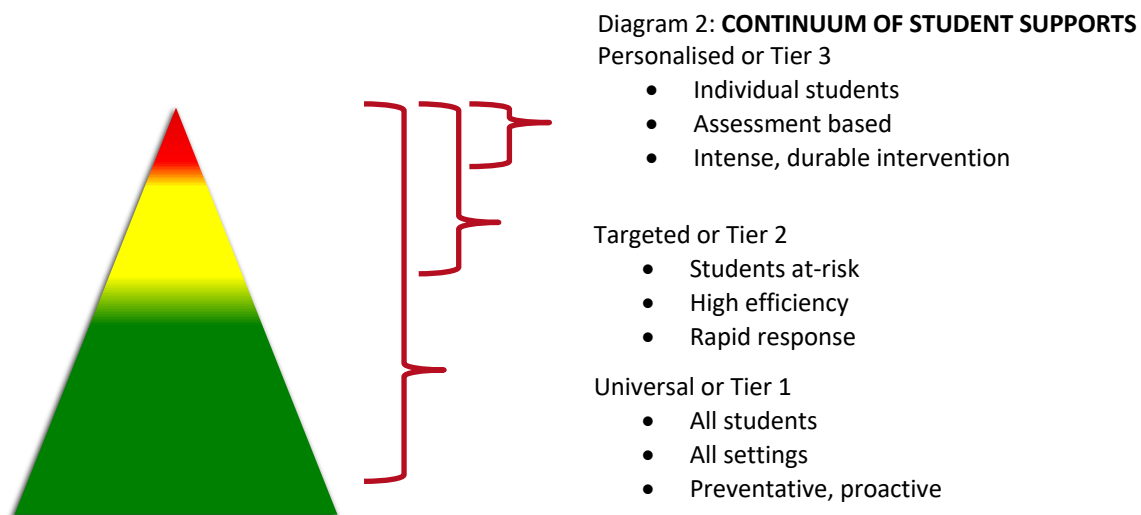 Diagram 2: CONTINUUM OF STUDENT SUPPORTS
Personalised or Tier 3
• Individual students
• Assessment based
• Intense, durable intervention
Targeted or Tier 2
• Students at-risk
• High efficiency
• Rapid response
Universal or Tier 1
• All students
• All settings
• Preventative, proactive